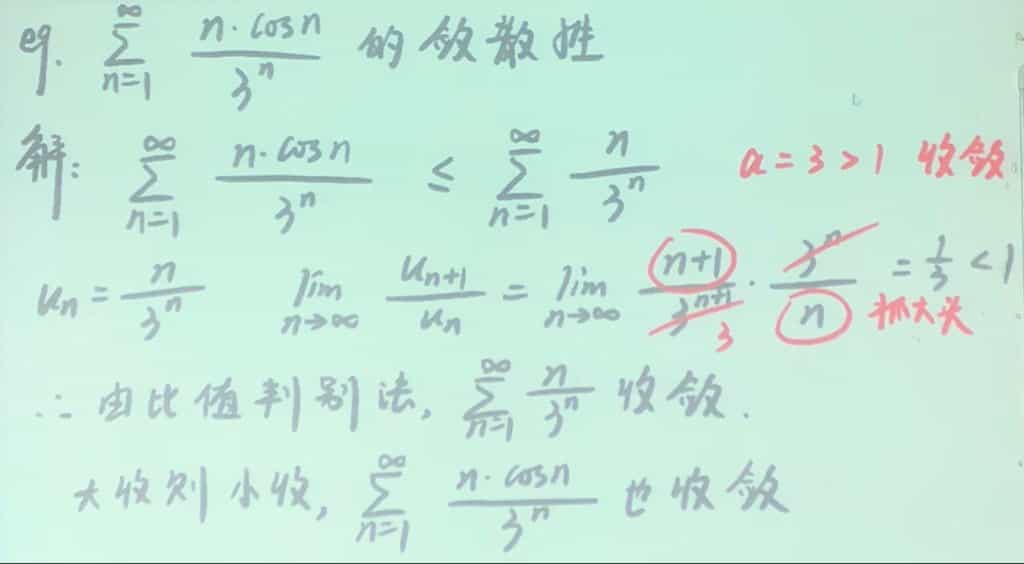 eg. $\sum_{n=1}^{\infty} \frac{n \cdot \cos n}{3^n}$ 的敛散性
解: $\sum_{n=1}^{\infty} \frac{n \cdot \cos n}{3^n} \leq \sum_{n=1}^{\infty} \frac{n}{3^n}$ a = 3 > 1 收敛
$u_n = \frac{n}{3^n}$ $\lim_{n \to \infty} \frac{u_{n+1}}{u_n} = \lim_{n \to \infty} \frac{n+1}{3^{n+1}} \cdot \frac{3^n}{n} = \frac{1}{3} < 1$ 3 抓大头
∴ 由比值判别法, $\sum_{n=1}^{\infty} \frac{n}{3^n}$ 收敛.
大收则小收, $\sum_{n=1}^{\infty} \frac{n \cdot \cos n}{3^n}$ 也收敛